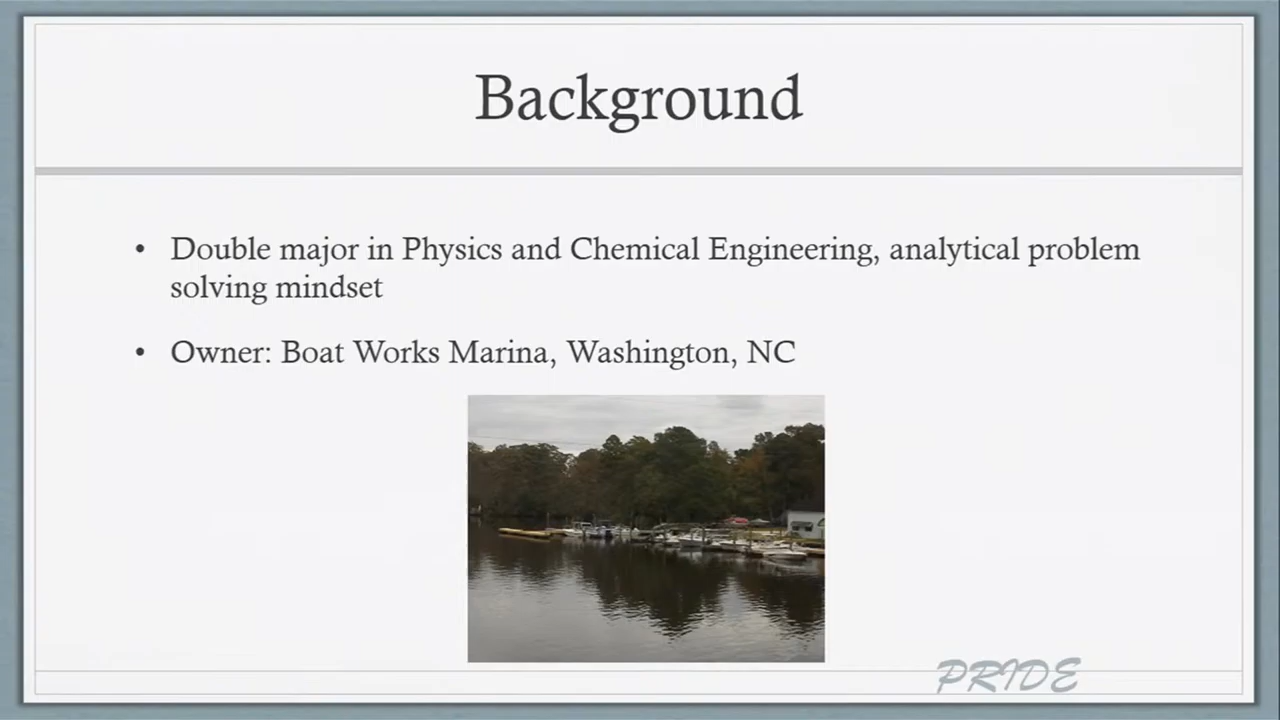 Background
• Double major in Physics and Chemical Engineering, analytical problem
solving mindset
• Owner: Boat Works Marina, Washington, NC
PRIDE